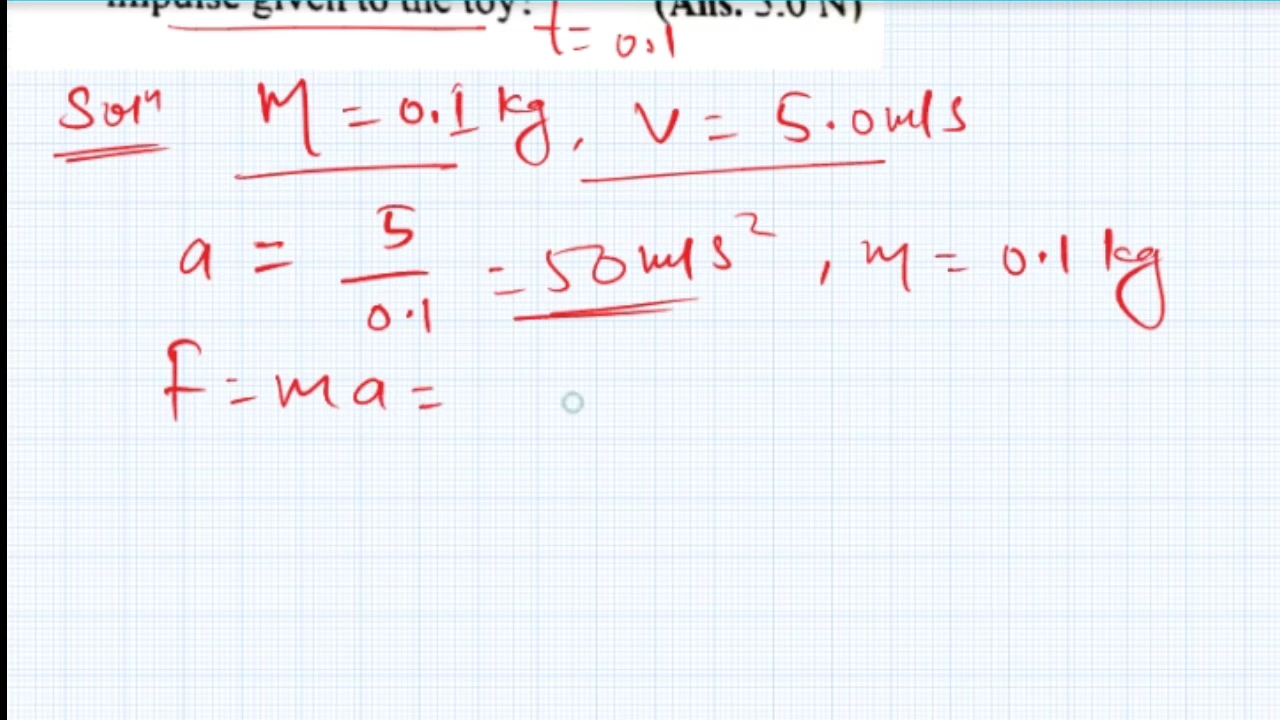 impulse given to the toy? (Ans. 5.0 N)
t = 0.1
Solⁿ M = 0.1 kg, V = 5.0 m/s
a = 5/0.1 = 50 m/s², m = 0.1 kg
F = ma =